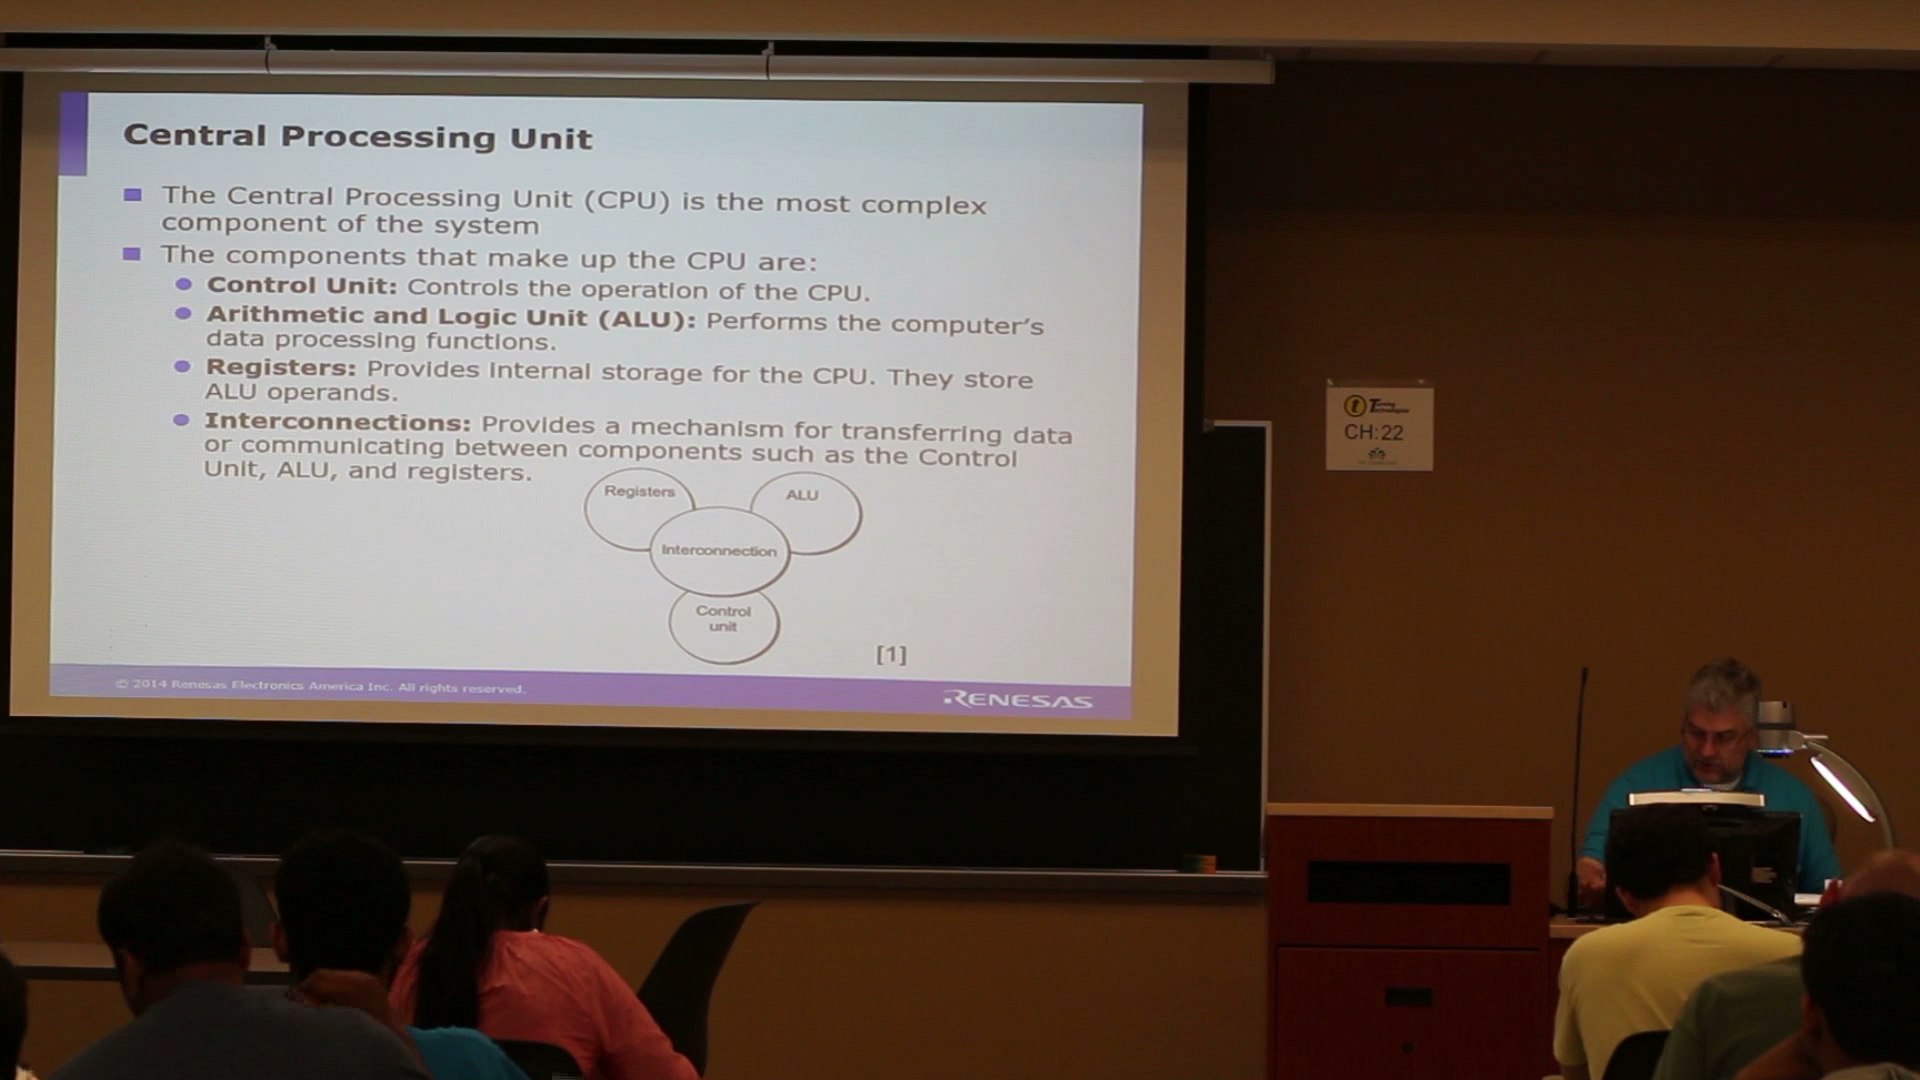 Central Processing Unit
The Central Processing Unit (CPU) is the most complex
component of the system
The components that make up the CPU are:
Control Unit: Controls the operation of the CPU.
Arithmetic and Logic Unit (ALU): Performs the computer's
data processing functions.
Registers: Provides internal storage for the CPU. They store
ALU operands.
Interconnections: Provides a mechanism for transferring data
or communicating between components such as the Control
Unit, ALU, and registers.
Registers
ALU
Interconnection
Control
unit
[1]
© 2014 Renesas Electronics America Inc. All rights reserved.
RENESAS
Turning
Technologies
CH:22